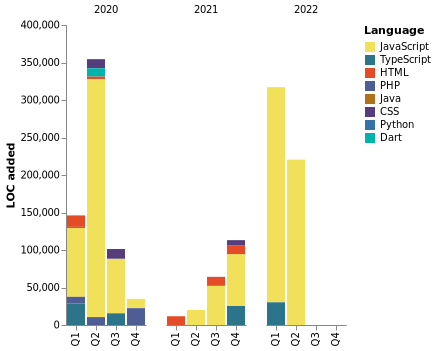 2020 2021 2022
Language
JavaScript
TypeScript
HTML
PHP
Java
CSS
Python
Dart
LOC added
400,000
350,000
300,000
250,000
200,000
150,000
100,000
50,000
0
Q1 Q2 Q3 Q4 Q1 Q2 Q3 Q4 Q1 Q2 Q3 Q4